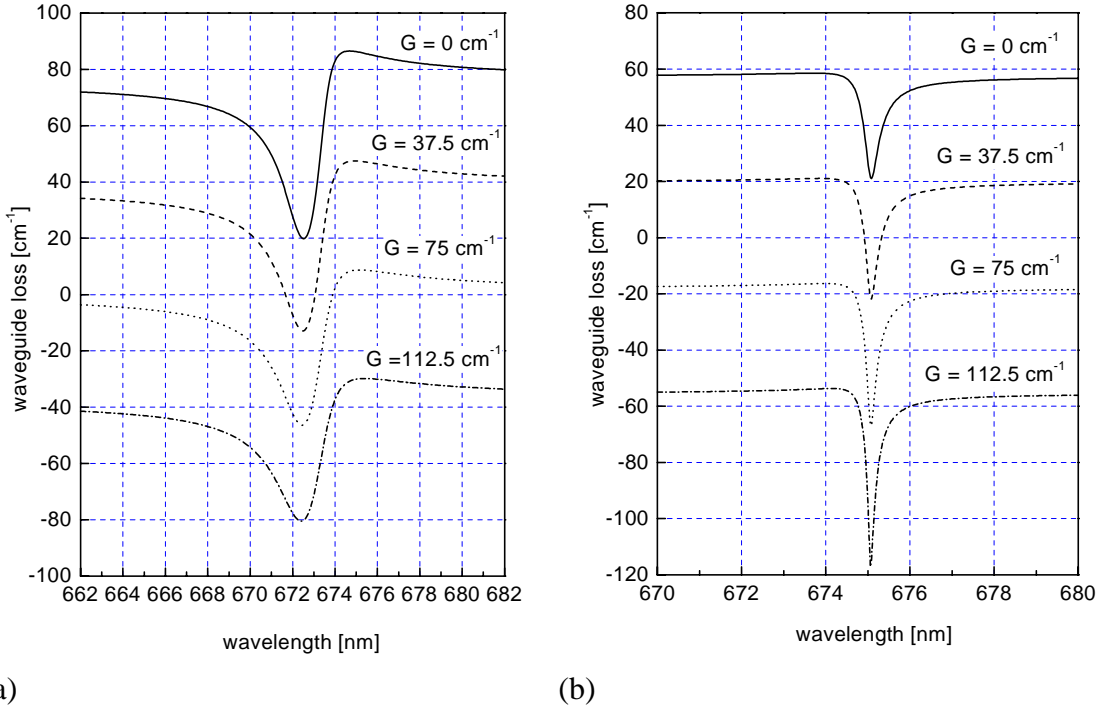 100
80
60
40
20
0
-20
-40
-60
-80
-100
662 664 666 668 670 672 674 676 678 680 682
waveguide loss [cm⁻¹]
wavelength [nm]
G = 0 cm⁻¹
G = 37.5 cm⁻¹
G = 75 cm⁻¹
G =112.5 cm⁻¹
a)
80
60
40
20
0
-20
-40
-60
-80
-100
-120
670 672 674 676 678 680
waveguide loss [cm⁻¹]
wavelength [nm]
G = 0 cm⁻¹
G = 37.5 cm⁻¹
G = 75 cm⁻¹
G = 112.5 cm⁻¹
(b)